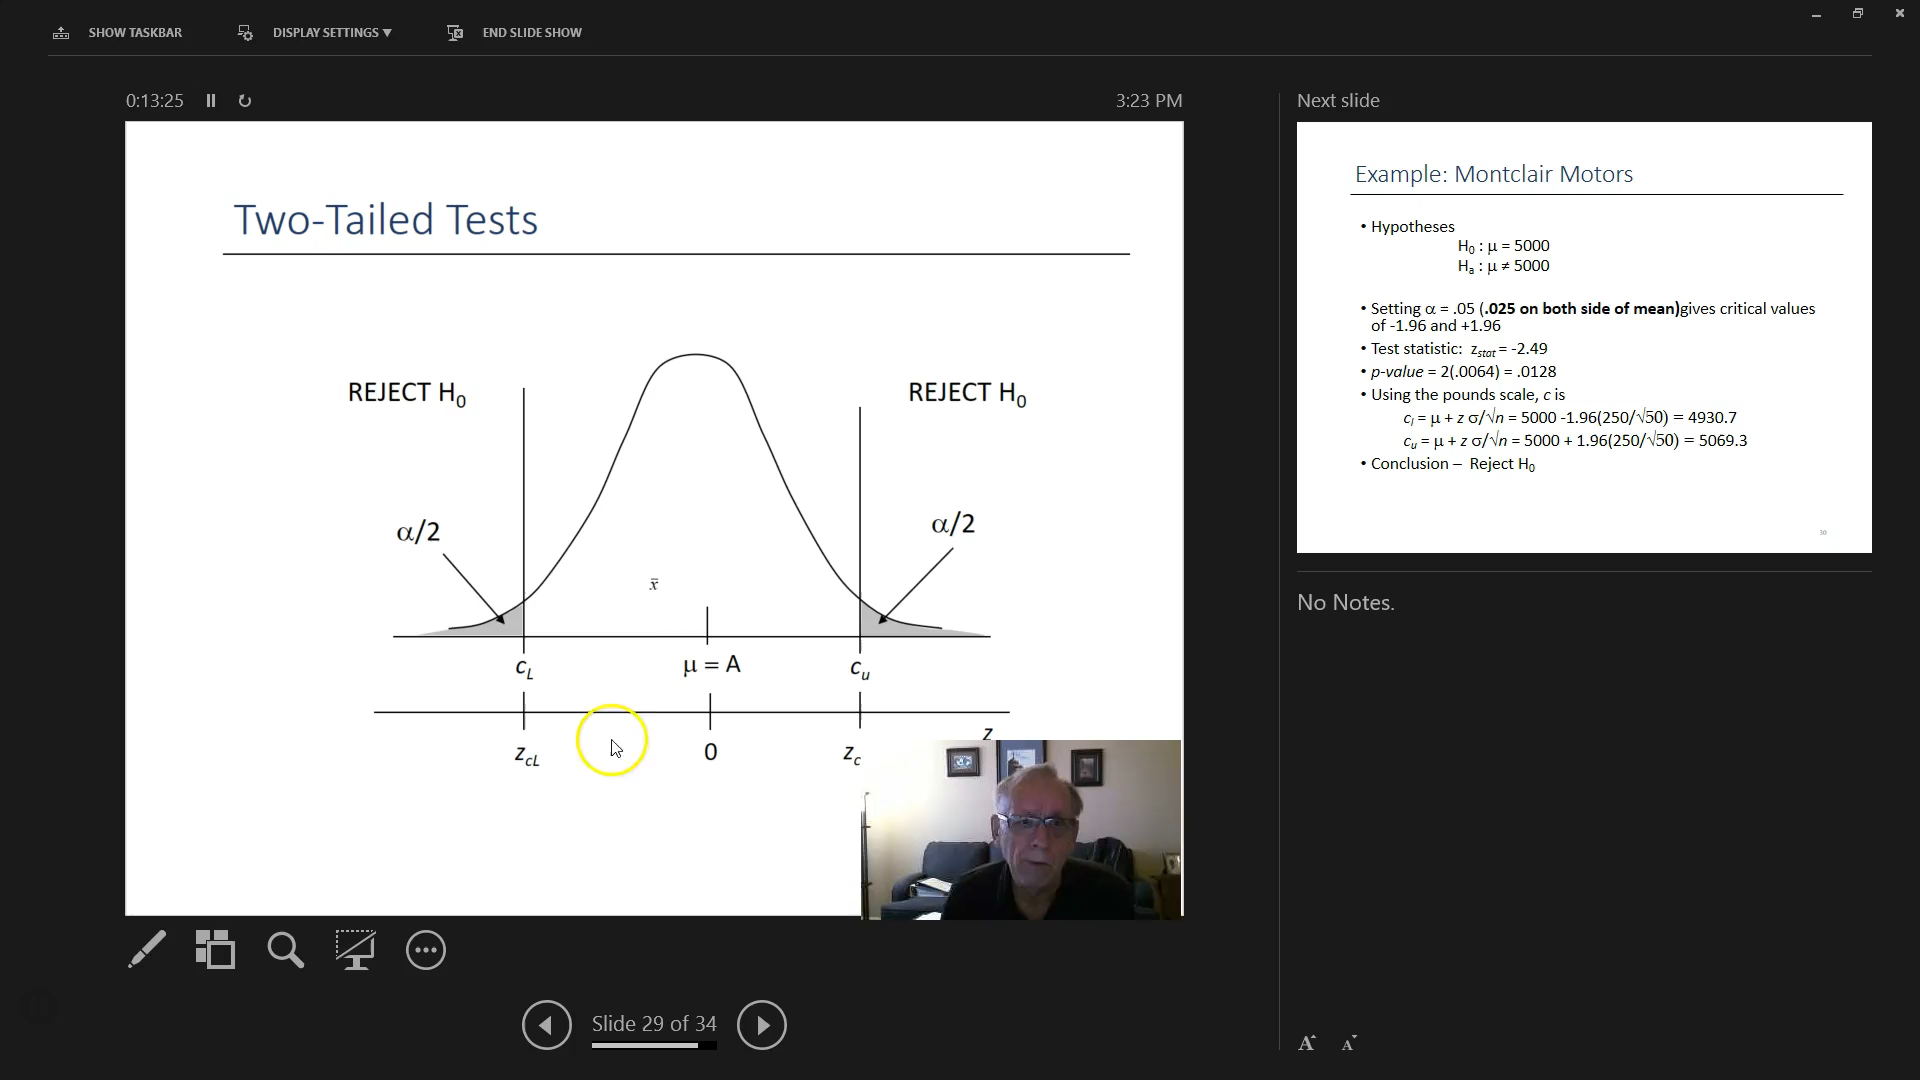 SHOW TASKBAR
DISPLAY SETTINGS ▼
END SLIDE SHOW
0:13:25
3:23 PM
Two-Tailed Tests
REJECT H0
REJECT H0
α/2
α/2
x̄
cL
μ = A
cu
z
zcL
0
zc
Next slide
Example: Montclair Motors
• Hypotheses
H0 : μ = 5000
Ha : μ ≠ 5000
• Setting α = .05 (.025 on both side of mean)gives critical values
of -1.96 and +1.96
• Test statistic: zstat = -2.49
• p-value = 2(.0064) = .0128
• Using the pounds scale, c is
cl = μ + z σ/√n = 5000 -1.96(250/√50) = 4930.7
cu = μ + z σ/√n = 5000 + 1.96(250/√50) = 5069.3
• Conclusion – Reject H0
30
No Notes.
Slide 29 of 34
A
A